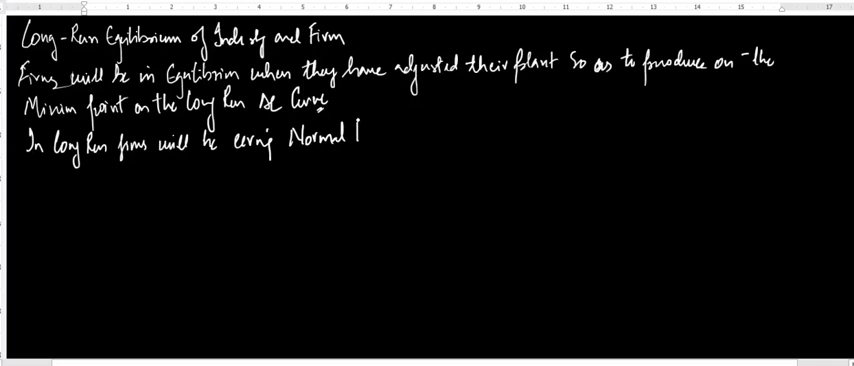 Long-Run Equilibrium of Industry and Firm
Firms will be in Equilibrium when they have adjusted their plant So as to produce on the
Minimum point on the Long Run AC Curve
In Long Run firms will be earning Normal